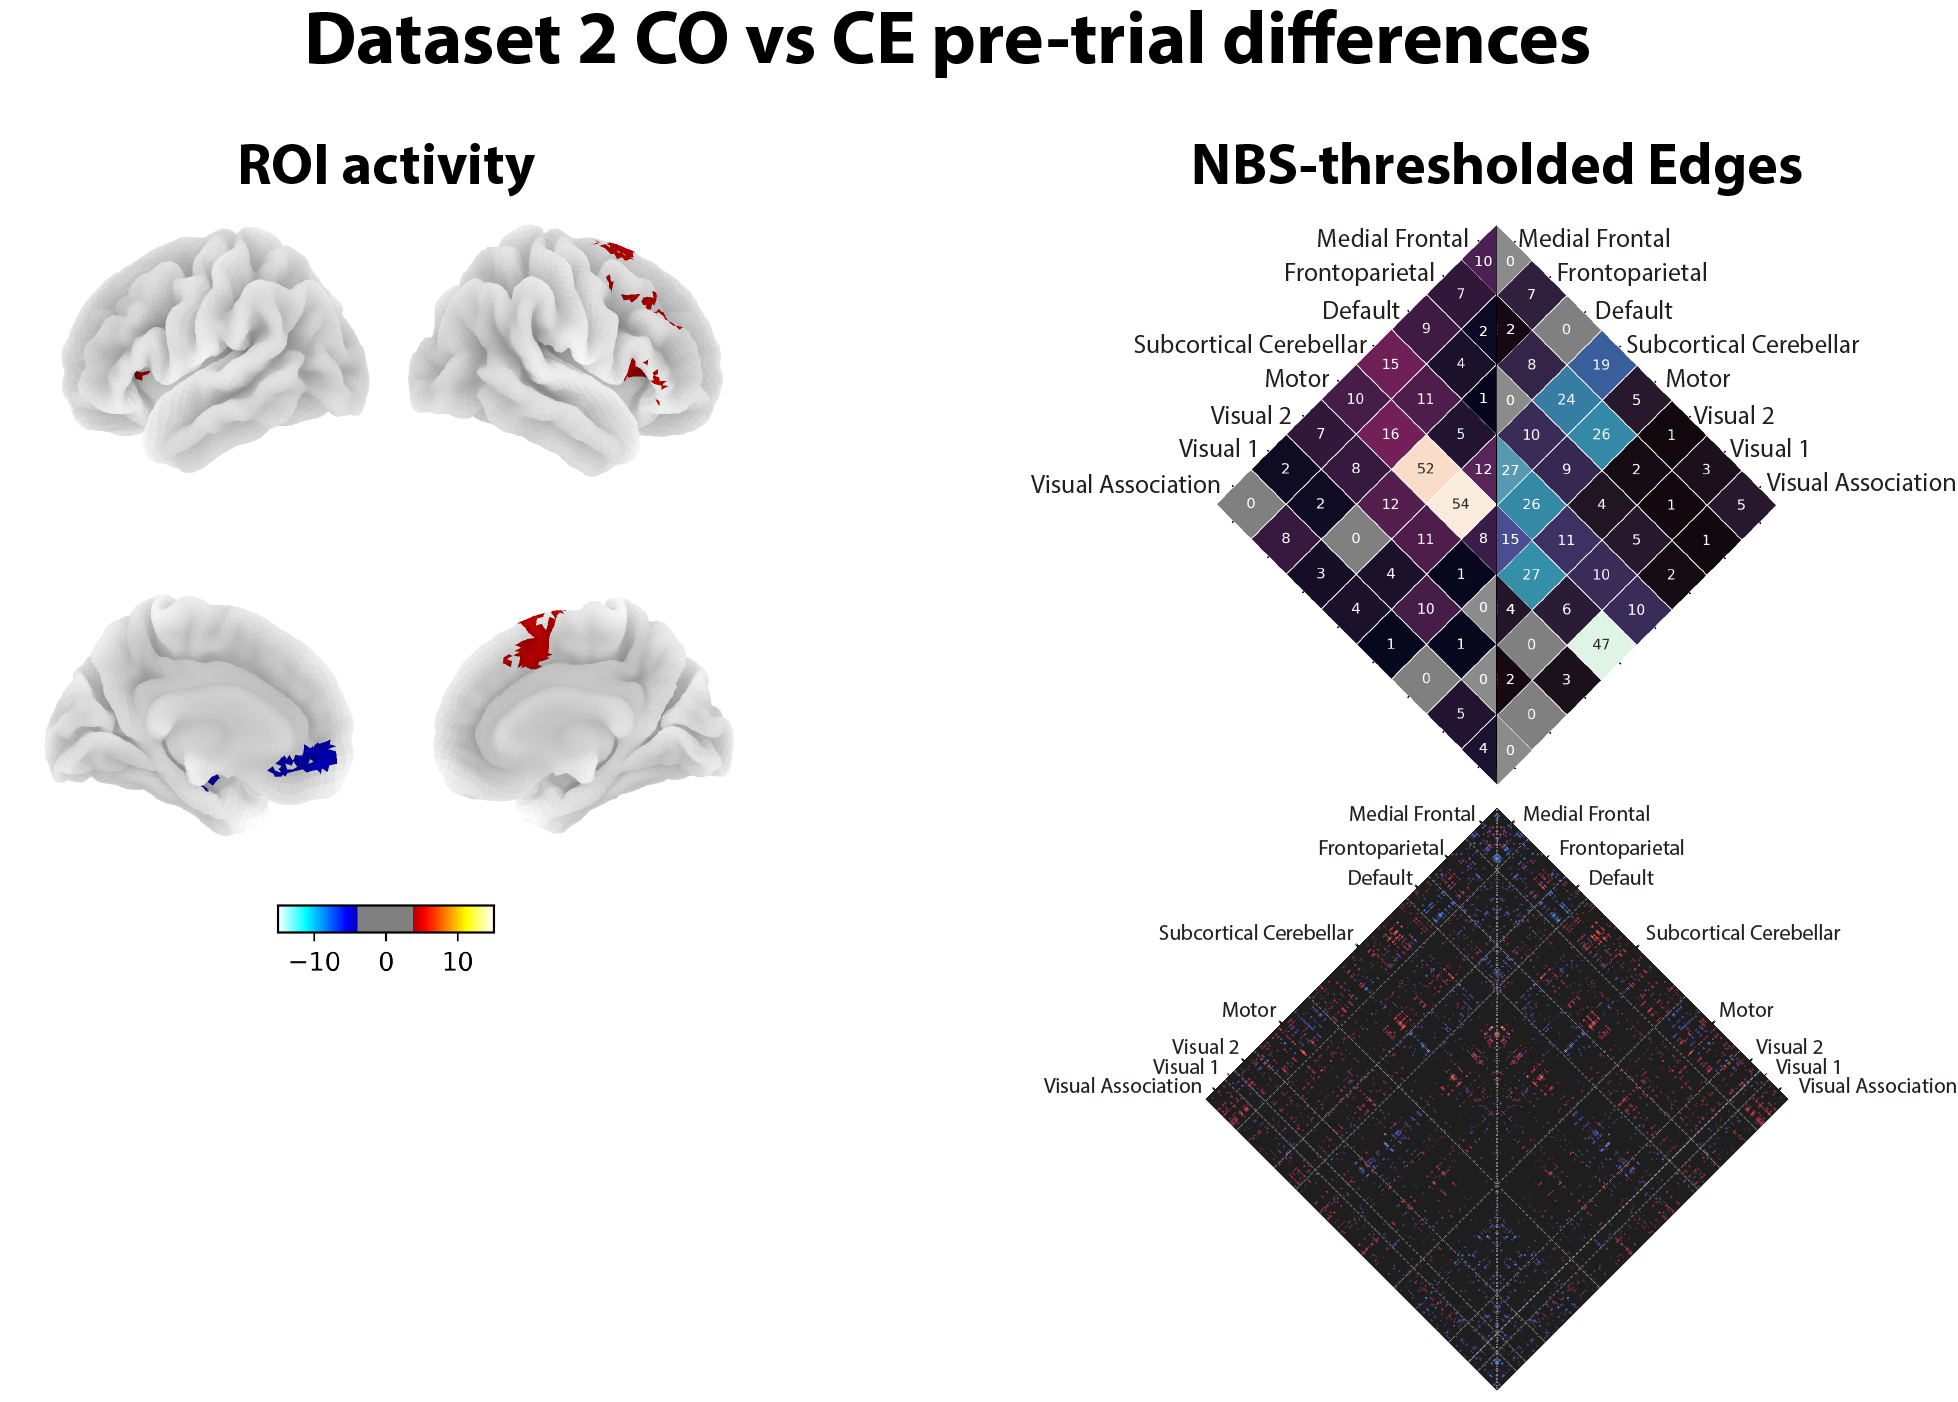 Dataset 2 CO vs CE pre-trial differences
ROI activity
NBS-thresholded Edges
Medial Frontal Medial Frontal
Frontoparietal Frontoparietal
Default Default
Subcortical Cerebellar Subcortical Cerebellar
Motor Motor
Visual 2 Visual 2
Visual 1 Visual 1
Visual Association Visual Association
10 0
7 7
9 2 2 0
15 4 8 19
10 11 1 0 24 5
7 16 5 10 26 1
2 8 52 12 27 9 2 3
0 2 12 54 26 4 1 5
8 0 11 8 15 11 5 1
3 4 1 27 10 2
4 10 0 4 6 10
1 1 0 47
0 0 2 3
5 0
4 0
−10 0 10
Medial Frontal Medial Frontal
Frontoparietal Frontoparietal
Default Default
Subcortical Cerebellar Subcortical Cerebellar
Motor Motor
Visual 2 Visual 2
Visual 1 Visual 1
Visual Association Visual Association